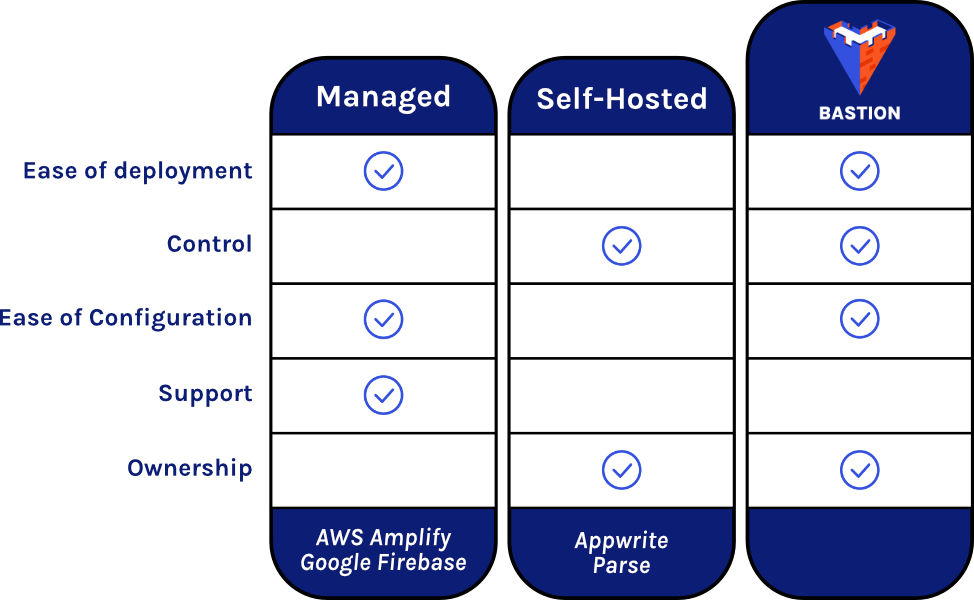 Managed
Self-Hosted
BASTION
Ease of deployment
Control
Ease of Configuration
Support
Ownership
AWS Amplify
Google Firebase
Appwrite
Parse